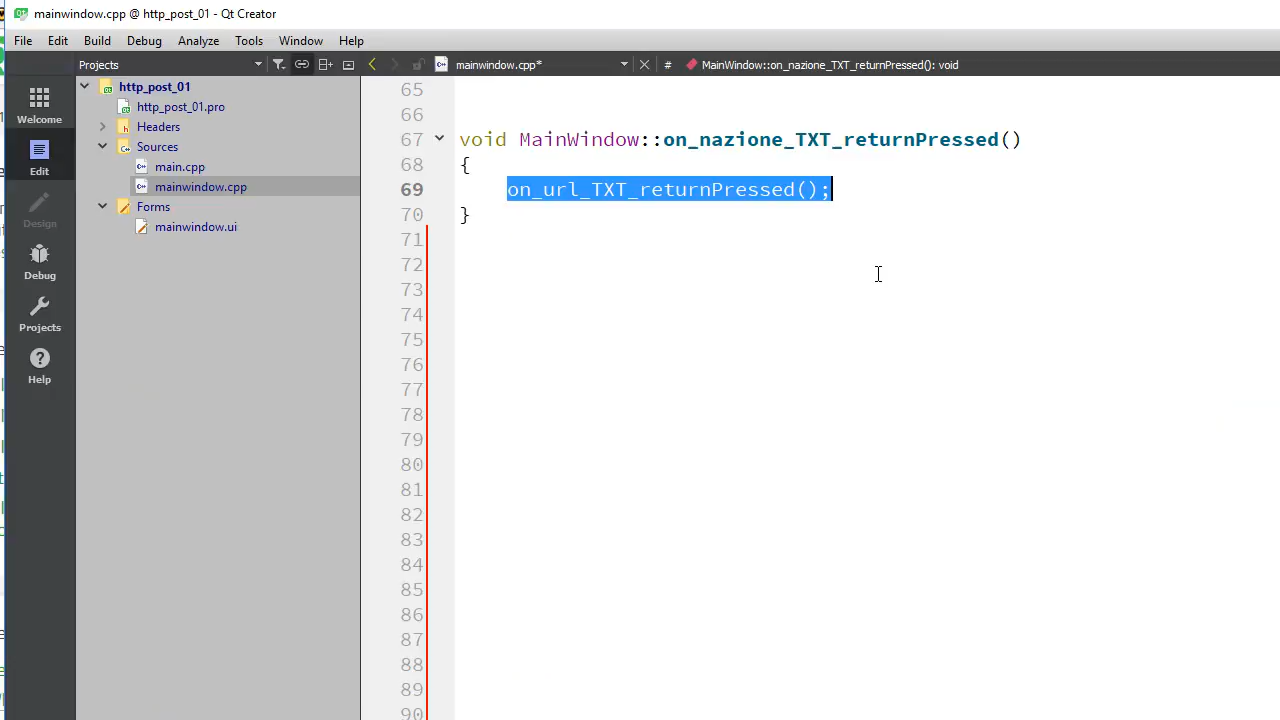 mainwindow.cpp @ http_post_01 - Qt Creator
File Edit Build Debug Analyze Tools Window Help
Projects mainwindow.cpp* # MainWindow::on_nazione_TXT_returnPressed(): void
Welcome
Edit
Design
Debug
Projects
Help
http_post_01
http_post_01.pro
Headers
Sources
main.cpp
mainwindow.cpp
Forms
mainwindow.ui
65
66
67 void MainWindow::on_nazione_TXT_returnPressed()
68 {
69 on_url_TXT_returnPressed();
70 }
71
72
73
74
75
76
77
78
79
80
81
82
83
84
85
86
87
88
89
90